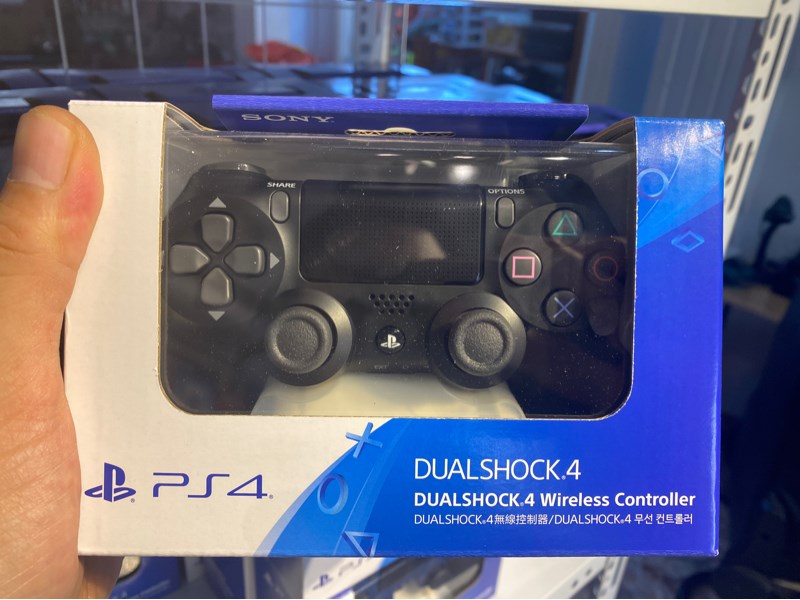 SONY
SHARE
OPTIONS
PS4
DUALSHOCK 4
DUALSHOCK 4 Wireless Controller
DUALSHOCK 4 無線控制器/DUALSHOCK 4 무선 컨트롤러
PS4